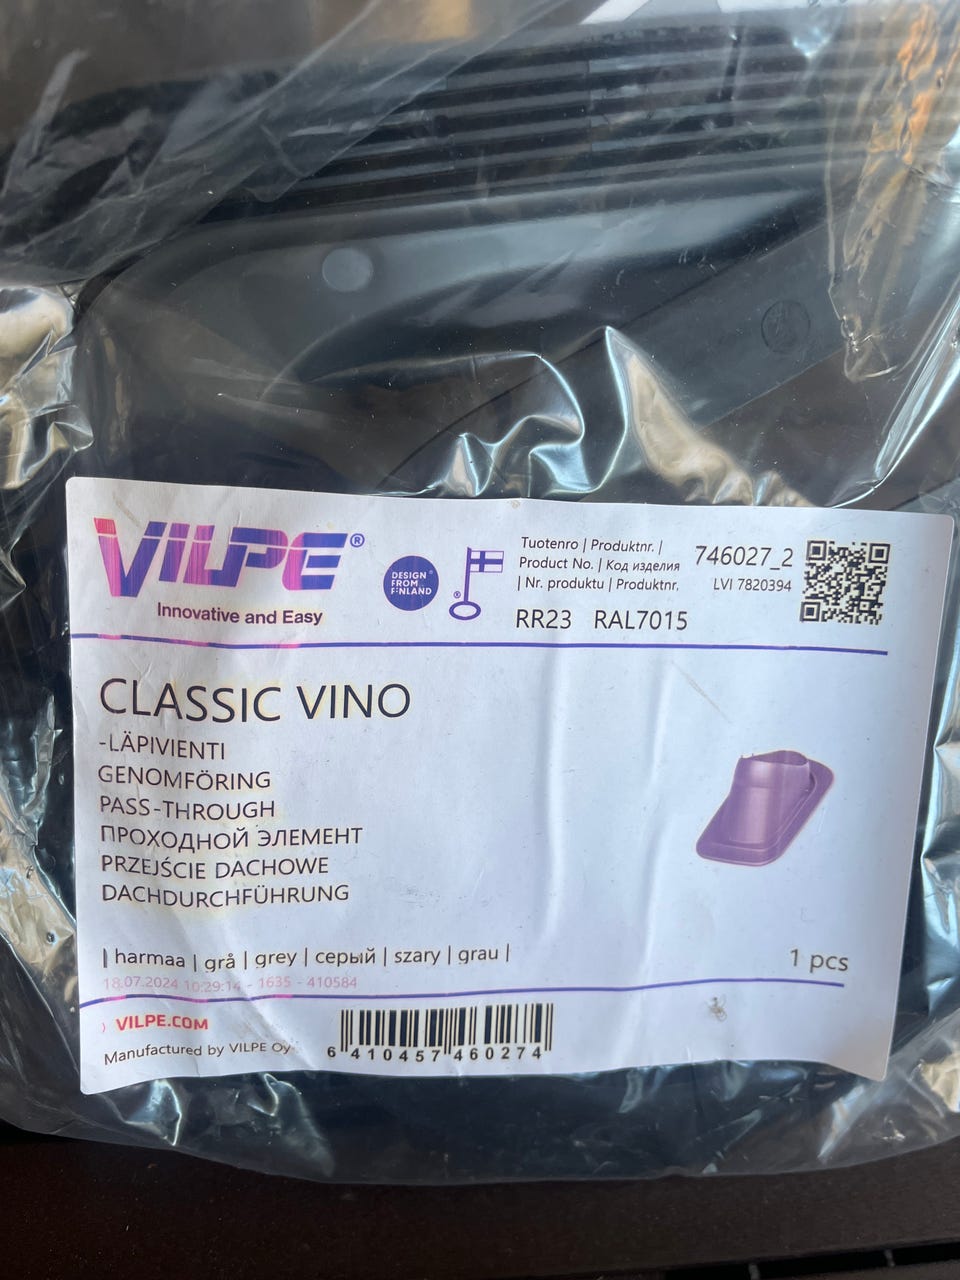 VILPE®
Innovative and Easy
DESIGN
FROM
FINLAND
®
Tuotenro | Produktnr. |
Product No. | Код изделия
| Nr. produktu | Produktnr.
746027_2
LVI 7820394
RR23 RAL7015
CLASSIC VINO
-LÄPIVIENTI
GENOMFÖRING
PASS-THROUGH
ПРОХОДНОЙ ЭЛЕМЕНТ
PRZEJŚCIE DACHOWE
DACHDURCHFÜHRUNG
| harmaa | grå | grey | серый | szary | grau |
1 pcs
18.07.2024 10:29:14 - 1635 - 410584
VILPE.COM
Manufactured by VILPE Oy
6 410457 460274